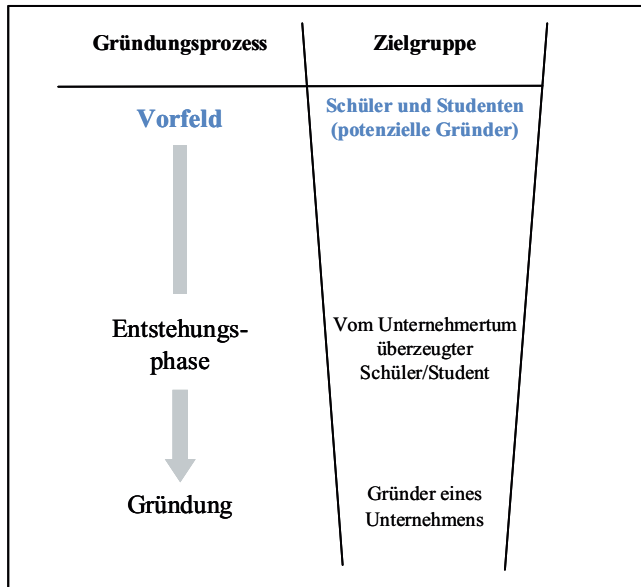 Gründungsprozess
Zielgruppe
Vorfeld
Schüler und Studenten
(potenzielle Gründer)
Entstehungs-
phase
Vom Unternehmertum
überzeugter
Schüler/Student
Gründung
Gründer eines
Unternehmens